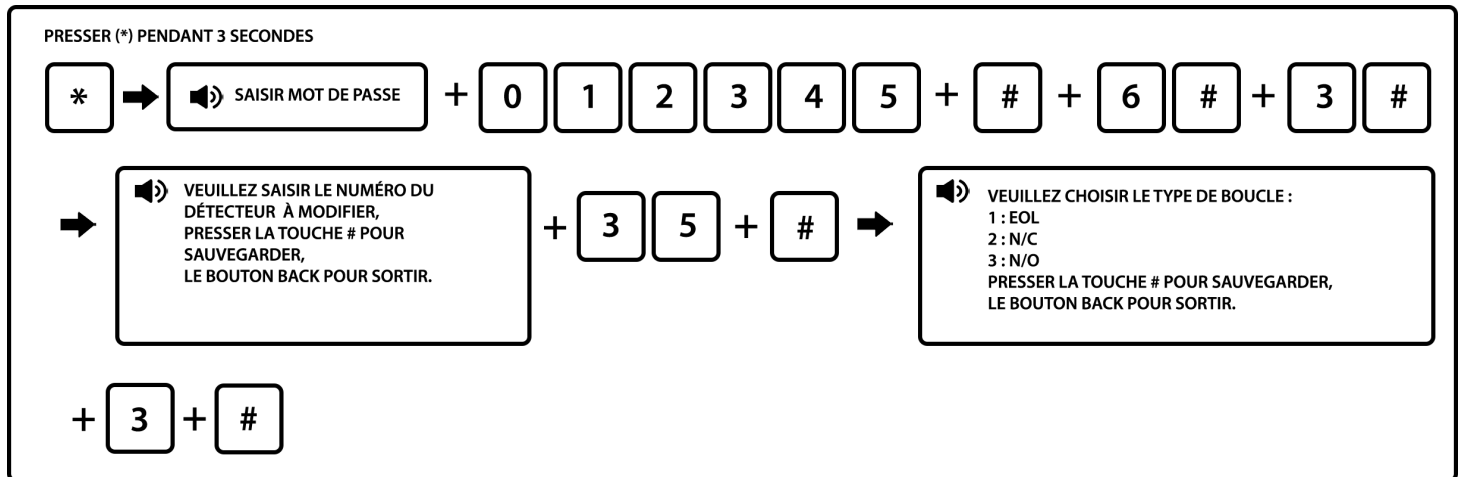 PRESSER (*) PENDANT 3 SECONDES
* SAISIR MOT DE PASSE + 0 1 2 3 4 5 + # + 6 # + 3 #
VEUILLEZ SAISIR LE NUMÉRO DU
DÉTECTEUR À MODIFIER,
PRESSER LA TOUCHE # POUR
SAUVEGARDER,
LE BOUTON BACK POUR SORTIR.
+ 3 5 + #
VEUILLEZ CHOISIR LE TYPE DE BOUCLE :
1 : EOL
2 : N/C
3 : N/O
PRESSER LA TOUCHE # POUR SAUVEGARDER,
LE BOUTON BACK POUR SORTIR.
+ 3 + #